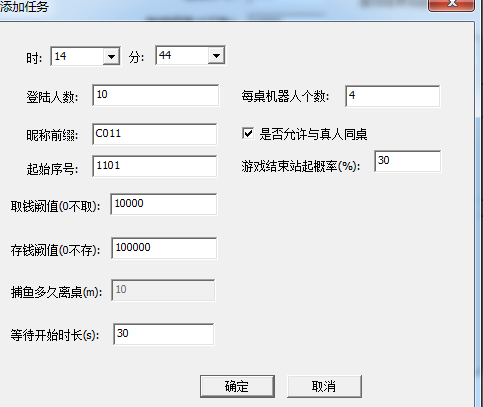 添加任务
时: 14 分: 44
登陆人数: 10 每桌机器人个数: 4
昵称前缀: C011 是否允许与真人同桌
起始序号: 1101 游戏结束站起概率(%): 30
取钱阙值(0不取): 10000
存钱阙值(0不存): 100000
捕鱼多久离桌(m): 10
等待开始时长(s): 30
确定 取消